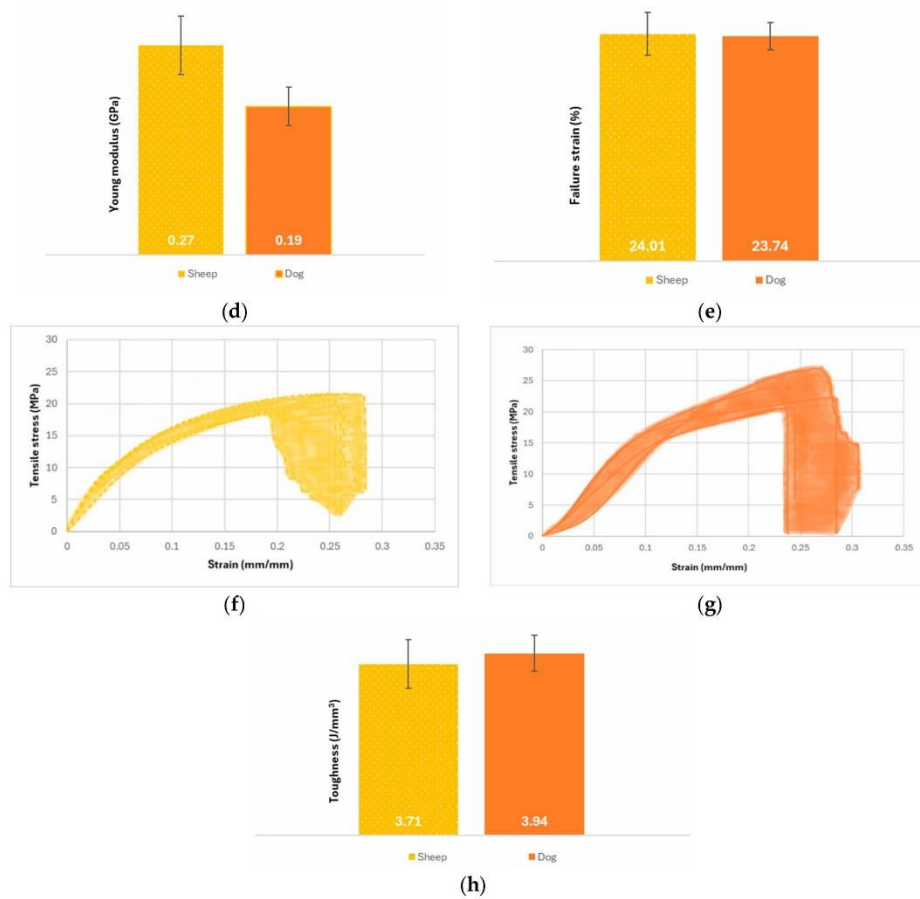 Young modulus (GPa)
0.27
0.19
Sheep
Dog
(d)
Failure strain (%)
24.01
23.74
Sheep
Dog
(e)
Tensile stress (MPa)
30
25
20
15
10
5
0
0 0.05 0.1 0.15 0.2 0.25 0.3 0.35
Strain (mm/mm)
(f)
Tensile stress (MPa)
30
25
20
15
10
5
0
0 0.05 0.1 0.15 0.2 0.25 0.3 0.35
Strain (mm/mm)
(g)
Toughness (J/mm³)
3.71
3.94
Sheep
Dog
(h)